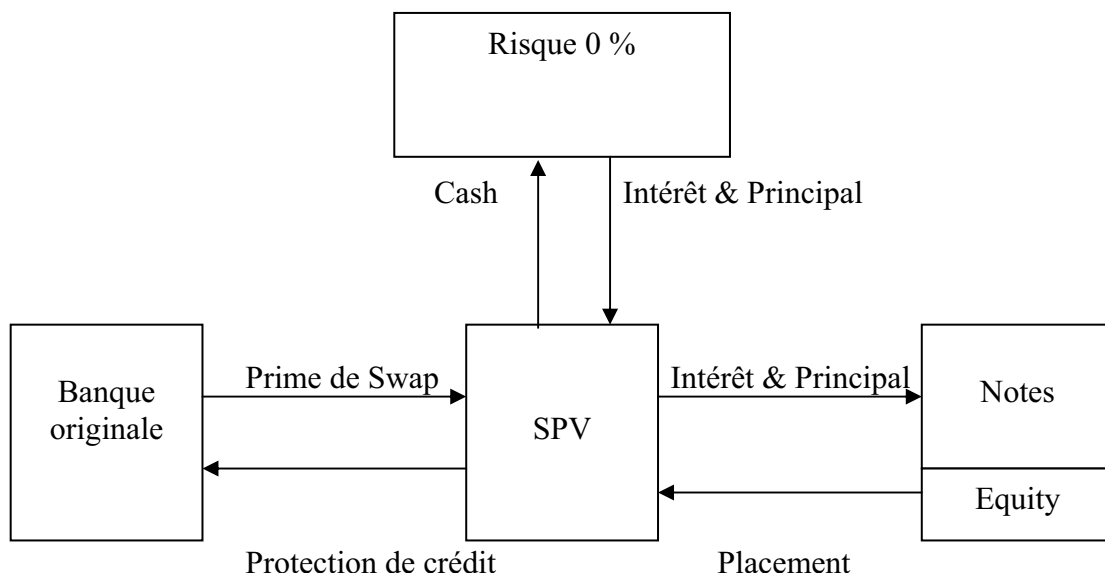 Risque 0 %
Cash
Intérêt & Principal
Banque
originale
Prime de Swap
SPV
Intérêt & Principal
Notes
Equity
Protection de crédit
Placement